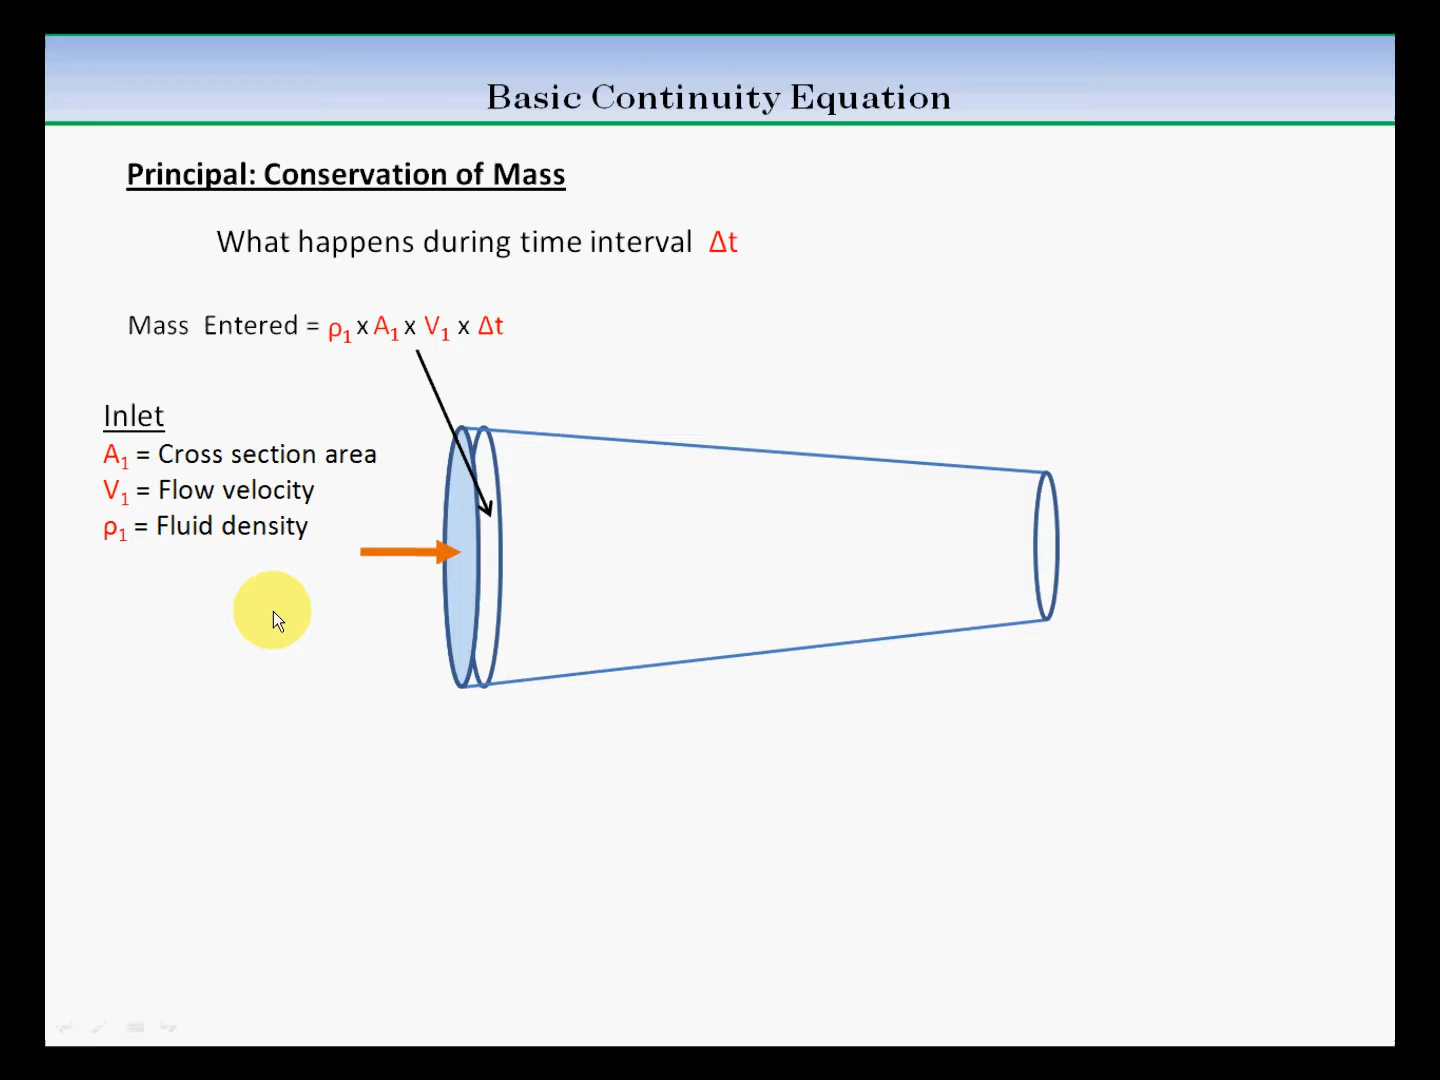 Basic Continuity Equation
Principal: Conservation of Mass
What happens during time interval Δt
Mass Entered = ρ₁ x A₁ x V₁ x Δt
Inlet
A₁ = Cross section area
V₁ = Flow velocity
ρ₁ = Fluid density